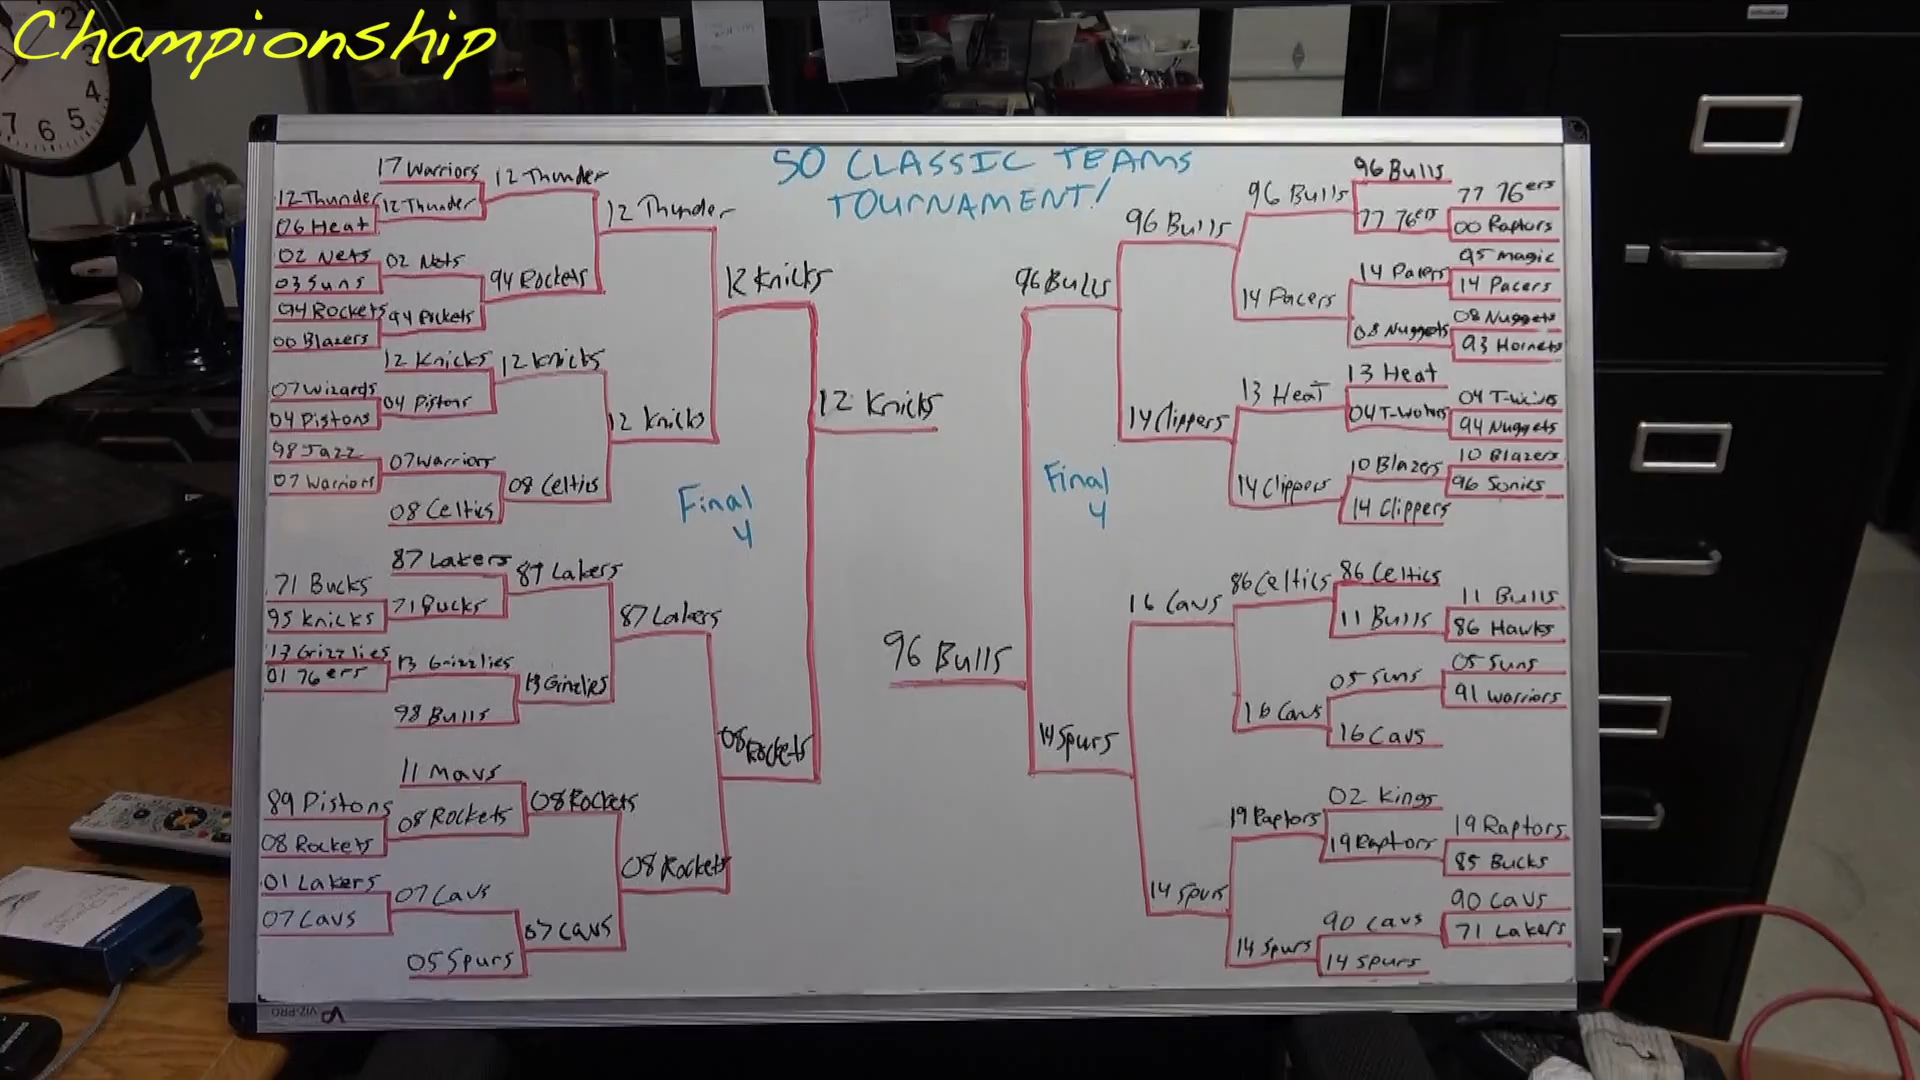 Championship
50 CLASSIC TEAMS
TOURNAMENT!
17 Warriors
12 Thunder
12 Thunder
12 Thunder
06 Heat
12 Thunder
02 Nets
02 Nets
03 Suns
94 Rockets
94 Rockets
94 Rockets
00 Blazers
12 Knicks
12 Knicks
12 Knicks
07 Wizards
04 Pistons
04 Pistons
12 Knicks
98 Jazz
07 Warriors
07 Warriors
08 Celtics
08 Celtics
12 Knicks
Final
4
87 Lakers
87 Lakers
71 Bucks
71 Bucks
95 Knicks
87 Lakers
13 Grizzlies
13 Grizzlies
01 76ers
98 Bulls
08 Rockets
11 Mavs
89 Pistons
08 Rockets
08 Rockets
08 Rockets
08 Rockets
01 Lakers
07 Cavs
07 Cavs
07 Cavs
05 Spurs
96 Bulls
96 Bulls
77 76ers
77 76ers
00 Raptors
96 Bulls
95 Magic
14 Pacers
14 Pacers
14 Pacers
08 Nuggets
08 Nuggets
93 Hornets
96 Bulls
13 Heat
13 Heat
04 T-Wolves
94 Nuggets
14 Clippers
10 Blazers
10 Blazers
96 Sonics
14 Clippers
14 Clippers
Final
4
96 Bulls
86 Celtics
86 Celtics
11 Bulls
11 Bulls
86 Hawks
16 Cavs
05 Suns
05 Suns
91 Warriors
16 Cavs
16 Cavs
14 Spurs
02 Kings
19 Raptors
19 Raptors
19 Raptors
85 Bucks
14 Spurs
90 Cavs
90 Cavs
71 Lakers
14 Spurs
14 Spurs
VIZ-PRO
2
3
4
5
6
7